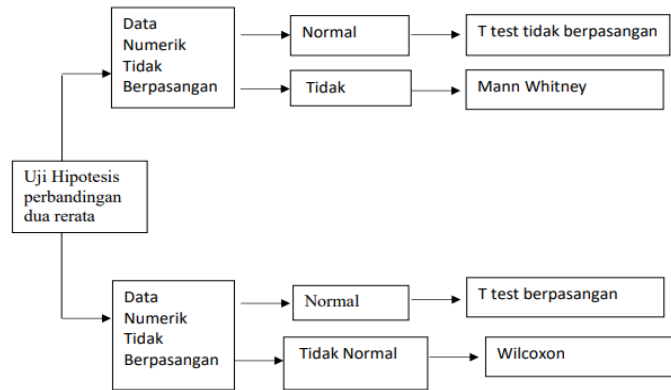 Data
Numerik
Tidak
Berpasangan
Normal
T test tidak berpasangan
Tidak
Mann Whitney
Uji Hipotesis
perbandingan
dua rerata
Data
Numerik
Tidak
Berpasangan
Normal
T test berpasangan
Tidak Normal
Wilcoxon